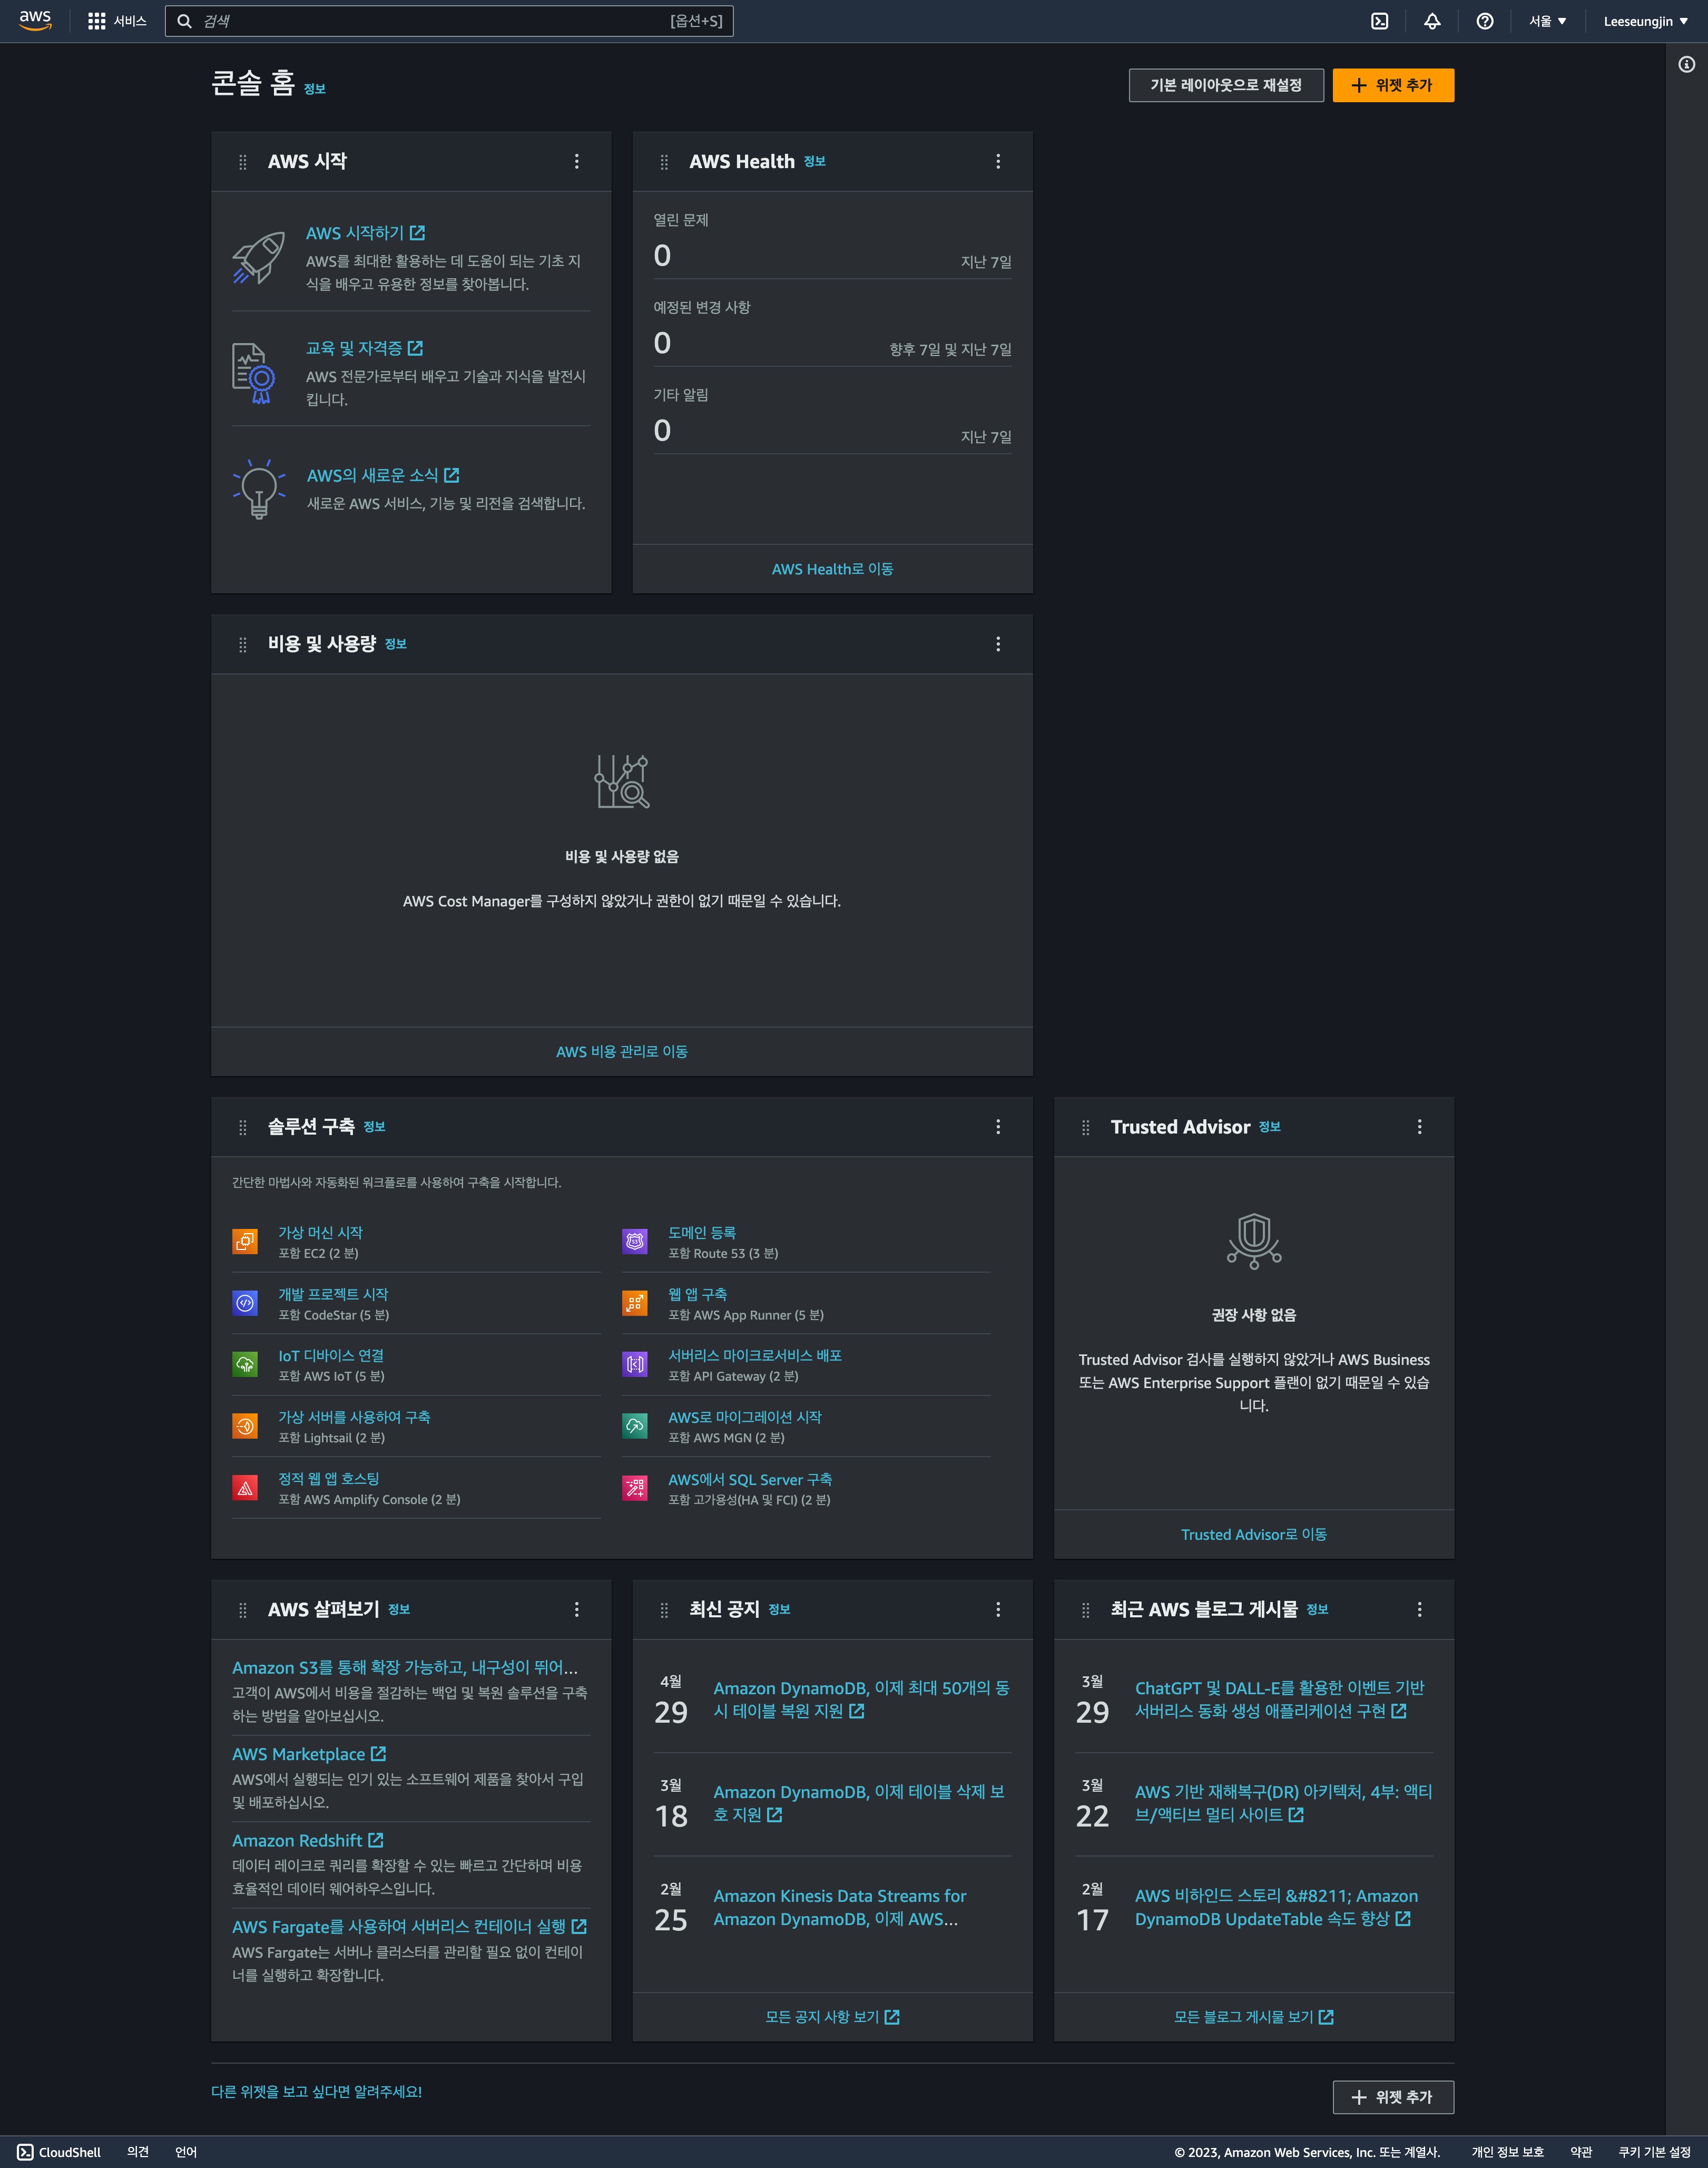 aws
서비스
검색
[옵션+S]
서울 ▼
Leeseungjin ▼
콘솔 홈 정보
기본 레이아웃으로 재설정
+ 위젯 추가
AWS 시작
AWS 시작하기
AWS를 최대한 활용하는 데 도움이 되는 기초 지
식을 배우고 유용한 정보를 찾아봅니다.
교육 및 자격증
AWS 전문가로부터 배우고 기술과 지식을 발전시
킵니다.
AWS의 새로운 소식
새로운 AWS 서비스, 기능 및 리전을 검색합니다.
AWS Health 정보
열린 문제
0
지난 7일
예정된 변경 사항
0
향후 7일 및 지난 7일
기타 알림
0
지난 7일
AWS Health로 이동
비용 및 사용량 정보
비용 및 사용량 없음
AWS Cost Manager를 구성하지 않았거나 권한이 없기 때문일 수 있습니다.
AWS 비용 관리로 이동
솔루션 구축 정보
간단한 마법사와 자동화된 워크플로를 사용하여 구축을 시작합니다.
가상 머신 시작
포함 EC2 (2 분)
도메인 등록
포함 Route 53 (3 분)
개발 프로젝트 시작
포함 CodeStar (5 분)
웹 앱 구축
포함 AWS App Runner (5 분)
IoT 디바이스 연결
포함 AWS IoT (5 분)
서버리스 마이크로서비스 배포
포함 API Gateway (2 분)
가상 서버를 사용하여 구축
포함 Lightsail (2 분)
AWS로 마이그레이션 시작
포함 AWS MGN (2 분)
정적 웹 앱 호스팅
포함 AWS Amplify Console (2 분)
AWS에서 SQL Server 구축
포함 고가용성(HA 및 FCI) (2 분)
Trusted Advisor 정보
권장 사항 없음
Trusted Advisor 검사를 실행하지 않았거나 AWS Business
또는 AWS Enterprise Support 플랜이 없기 때문일 수 있습
니다.
Trusted Advisor로 이동
AWS 살펴보기 정보
Amazon S3를 통해 확장 가능하고, 내구성이 뛰어...
고객이 AWS에서 비용을 절감하는 백업 및 복원 솔루션을 구축
하는 방법을 알아보십시오.
AWS Marketplace
AWS에서 실행되는 인기 있는 소프트웨어 제품을 찾아서 구입
및 배포하십시오.
Amazon Redshift
데이터 레이크로 쿼리를 확장할 수 있는 빠르고 간단하며 비용
효율적인 데이터 웨어하우스입니다.
AWS Fargate를 사용하여 서버리스 컨테이너 실행
AWS Fargate는 서버나 클러스터를 관리할 필요 없이 컨테이
너를 실행하고 확장합니다.
최신 공지 정보
4월
29
Amazon DynamoDB, 이제 최대 50개의 동
시 테이블 복원 지원
3월
18
Amazon DynamoDB, 이제 테이블 삭제 보
호 지원
2월
25
Amazon Kinesis Data Streams for
Amazon DynamoDB, 이제 AWS...
모든 공지 사항 보기
최근 AWS 블로그 게시물 정보
3월
29
ChatGPT 및 DALL-E를 활용한 이벤트 기반
서버리스 동화 생성 애플리케이션 구현
3월
22
AWS 기반 재해복구(DR) 아키텍처, 4부: 액티
브/액티브 멀티 사이트
2월
17
AWS 비하인드 스토리 &#8211; Amazon
DynamoDB UpdateTable 속도 향상
모든 블로그 게시물 보기
다른 위젯을 보고 싶다면 알려주세요!
+ 위젯 추가
CloudShell
의견
언어
© 2023, Amazon Web Services, Inc. 또는 계열사.
개인 정보 보호
약관
쿠키 기본 설정